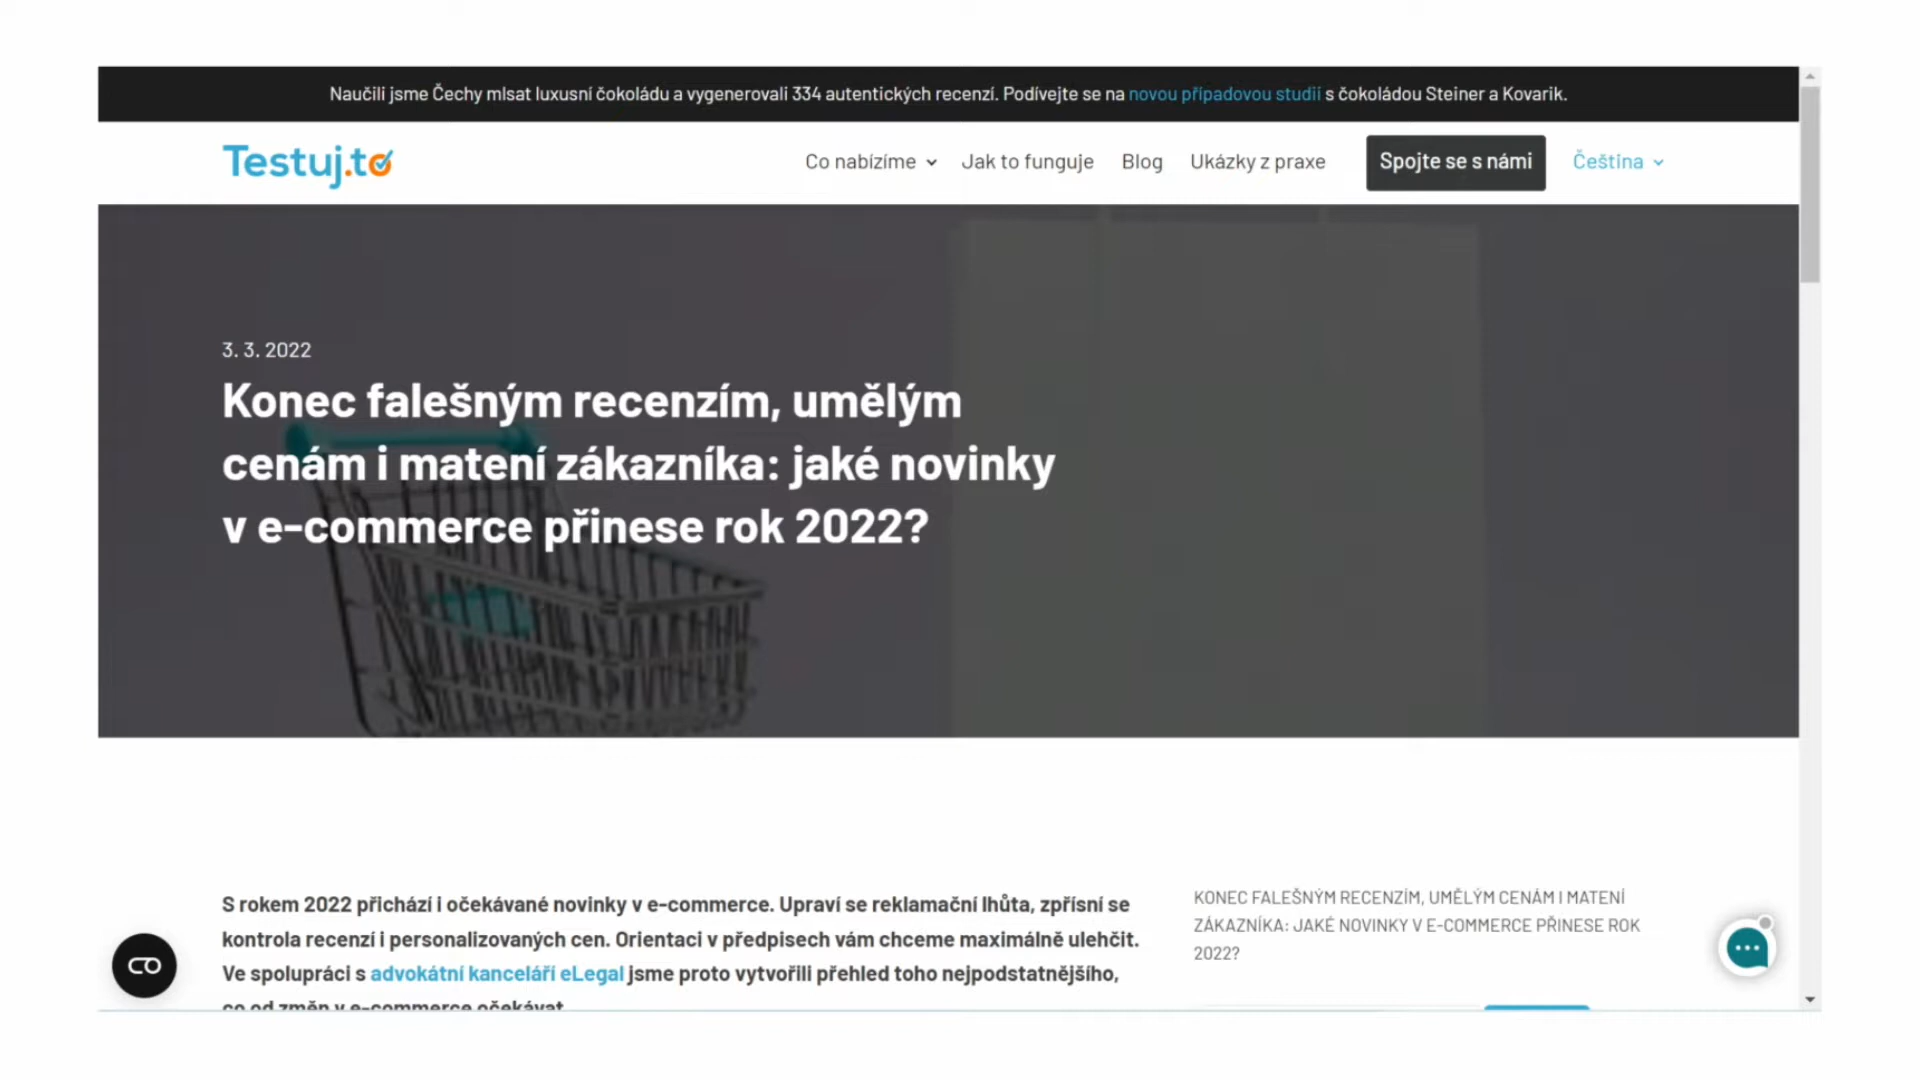 Naučili jsme Čechy mlsat luxusní čokoládu a vygenerovali 334 autentických recenzí. Podívejte se na novou případovou studii s čokoládou Steiner a Kovarik.
Testuj.to
Co nabízíme
Jak to funguje
Blog
Ukázky z praxe
Spojte se s námi
Čeština
3. 3. 2022
Konec falešným recenzím, umělým
cenám i matení zákazníka: jaké novinky
v e-commerce přinese rok 2022?
S rokem 2022 přichází i očekávané novinky v e-commerce. Upraví se reklamační lhůta, zpřísní se
kontrola recenzí i personalizovaných cen. Orientaci v předpisech vám chceme maximálně ulehčit.
Ve spolupráci s advokátní kanceláří eLegal jsme proto vytvořili přehled toho nejpodstatnějšího,
co od změn v e-commerce očekávat.
KONEC FALEŠNÝM RECENZÍM, UMĚLÝM CENÁM I MATENÍ
ZÁKAZNÍKA: JAKÉ NOVINKY V E-COMMERCE PŘINESE ROK
2022?